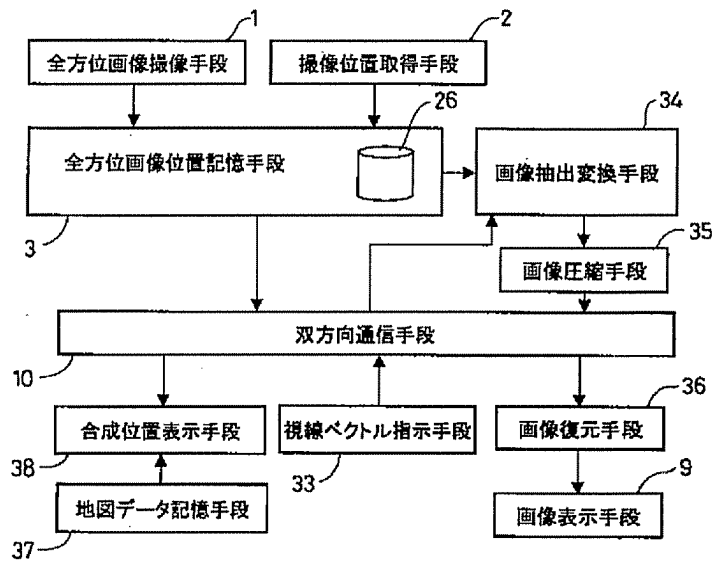 1
2
全方位画像撮像手段
撮像位置取得手段
26
34
全方位画像位置記憶手段
画像抽出変換手段
3
35
画像圧縮手段
双方向通信手段
10
36
合成位置表示手段
視線ベクトル指示手段
画像復元手段
38
33
9
地図データ記憶手段
画像表示手段
37